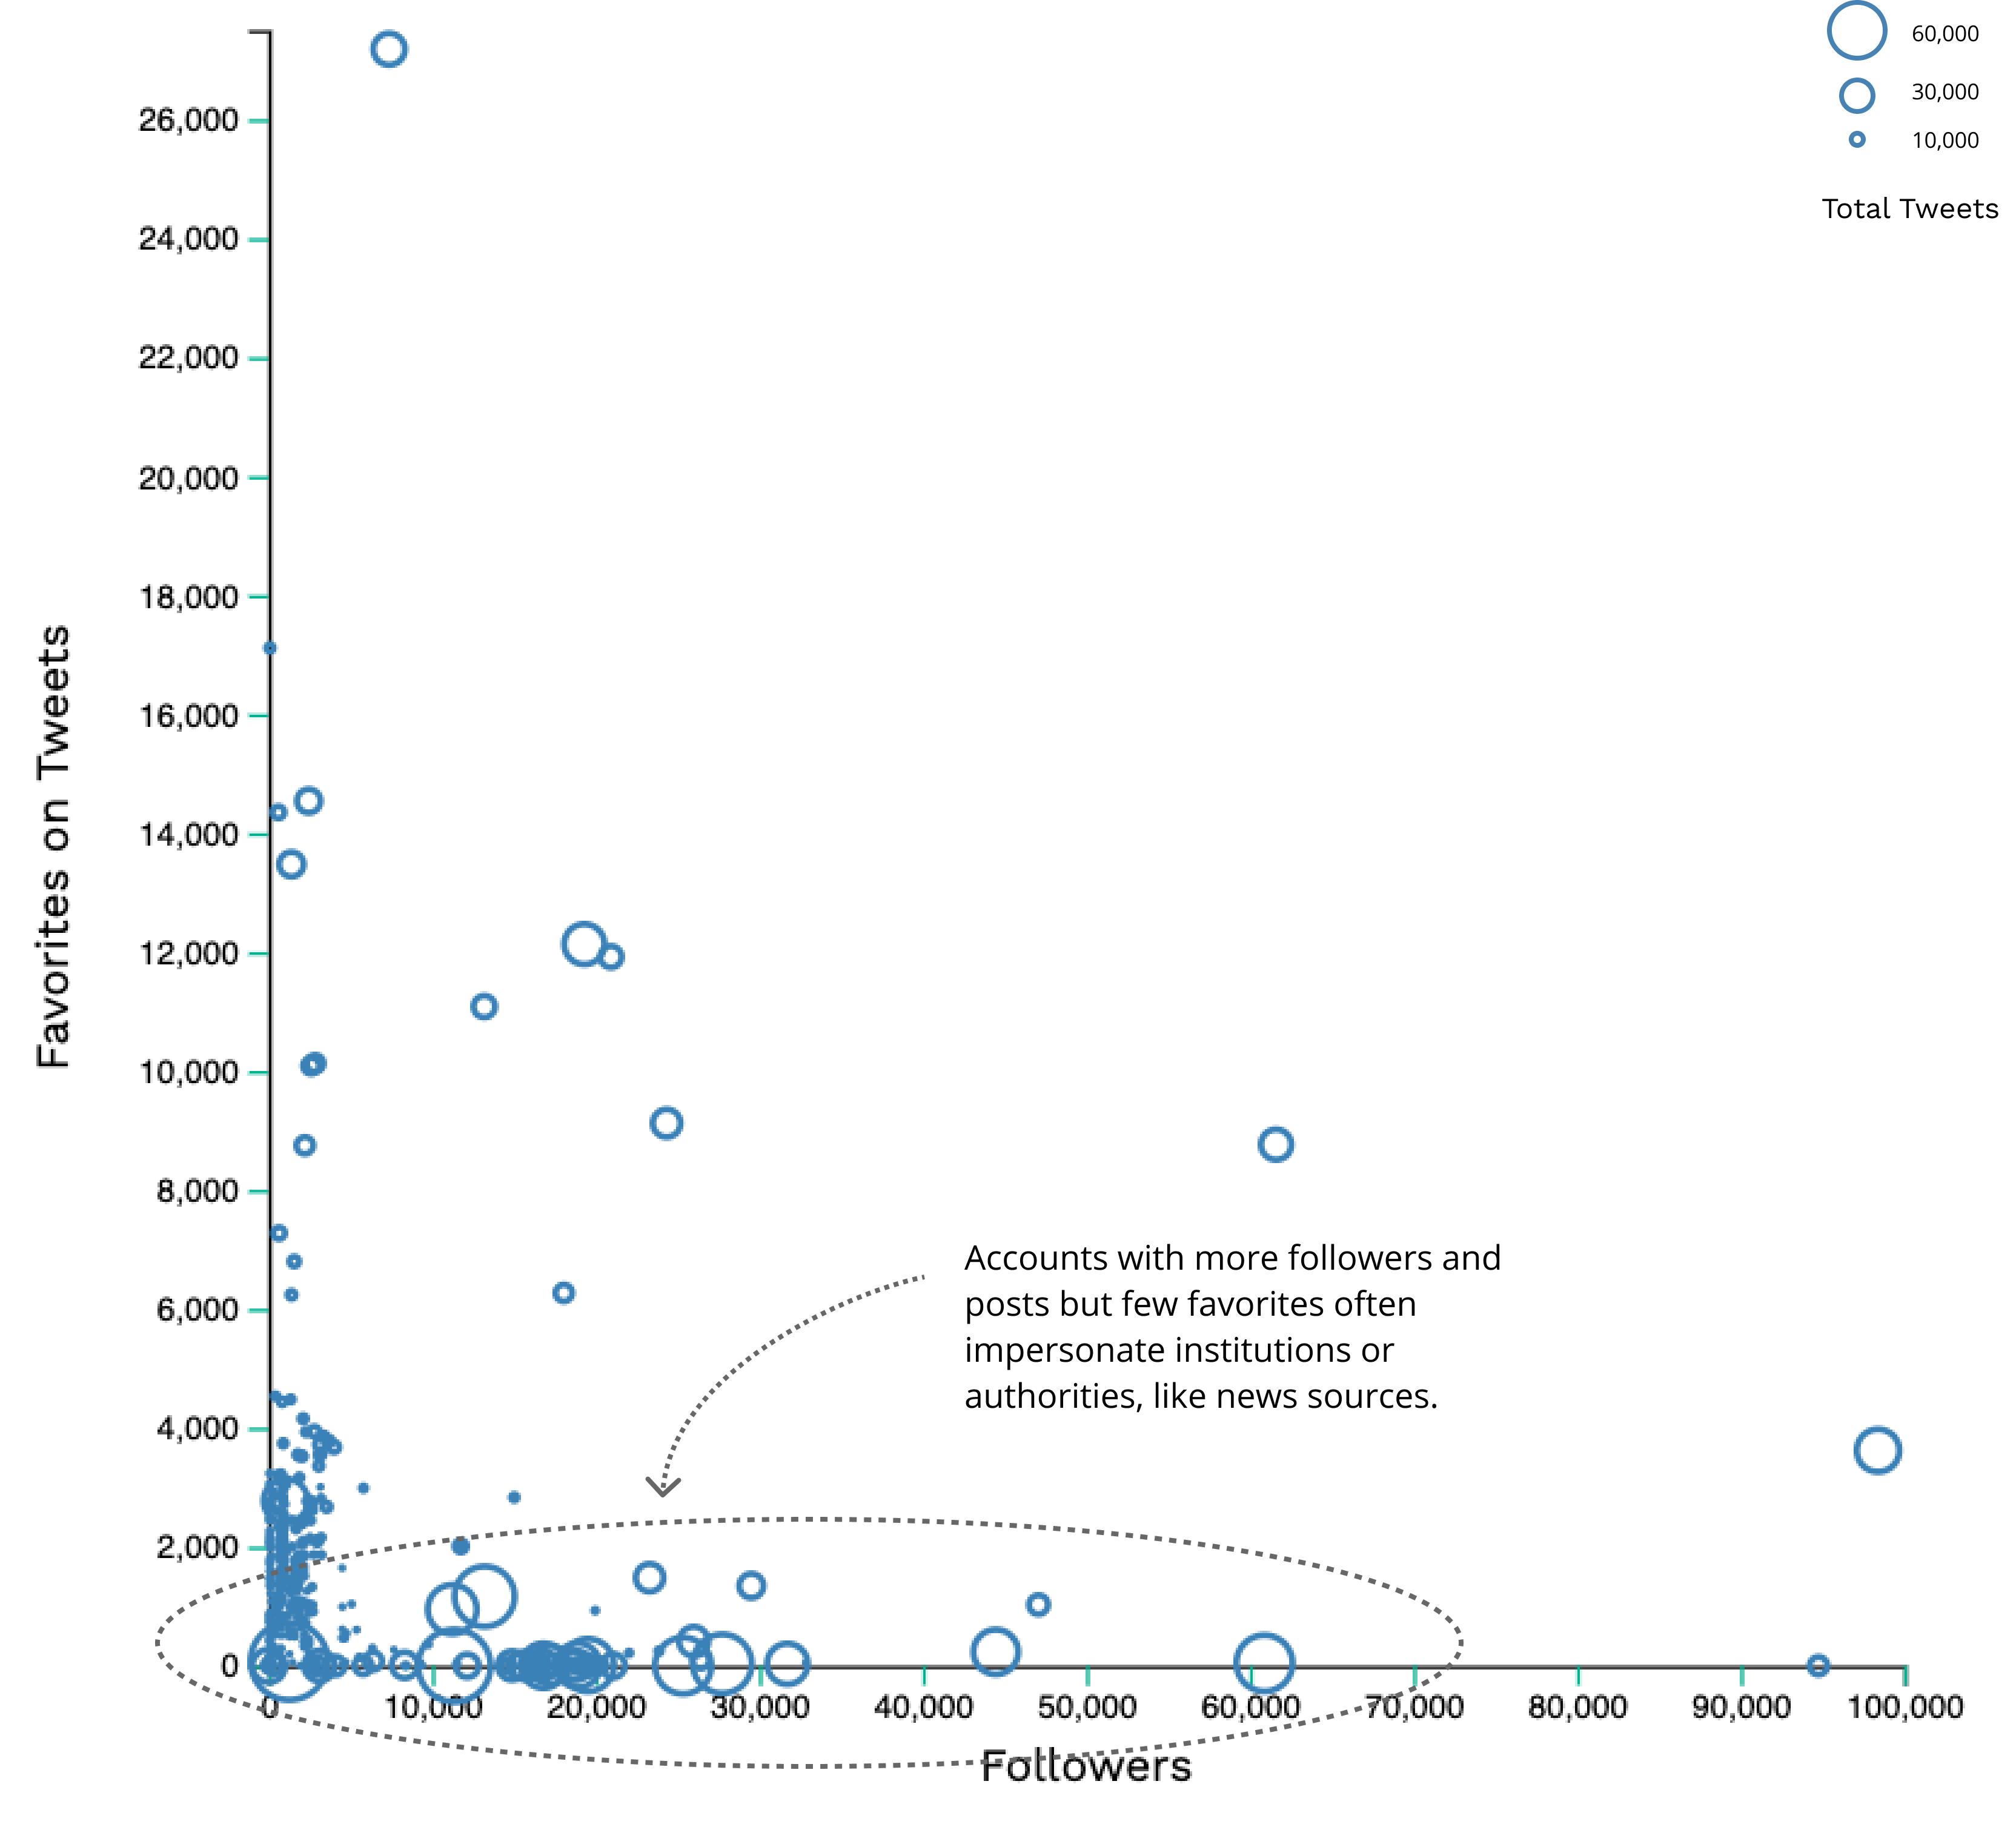 60,000
30,000
10,000
Total Tweets
Favorites on Tweets
26,000
24,000
22,000
20,000
18,000
16,000
14,000
12,000
10,000
8,000
6,000
4,000
2,000
0
Accounts with more followers and
posts but few favorites often
impersonate institutions or
authorities, like news sources.
0 10,000 20,000 30,000 40,000 50,000 60,000 70,000 80,000 90,000 100,000
Followers